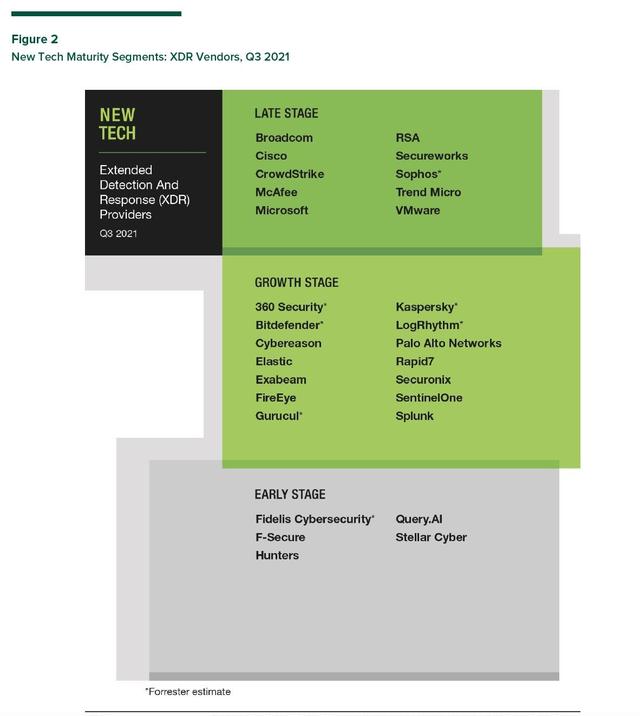 Figure 2
New Tech Maturity Segments: XDR Vendors, Q3 2021
NEW
TECH
Extended
Detection And
Response (XDR)
Providers
Q3 2021
LATE STAGE
Broadcom
Cisco
CrowdStrike
McAfee
Microsoft
RSA
Secureworks
Sophos*
Trend Micro
VMware
GROWTH STAGE
360 Security*
Bitdefender*
Cybereason
Elastic
Exabeam
FireEye
Gurucul*
Kaspersky*
LogRhythm*
Palo Alto Networks
Rapid7
Securonix
SentinelOne
Splunk
EARLY STAGE
Fidelis Cybersecurity*
F-Secure
Hunters
Query.AI
Stellar Cyber
*Forrester estimate